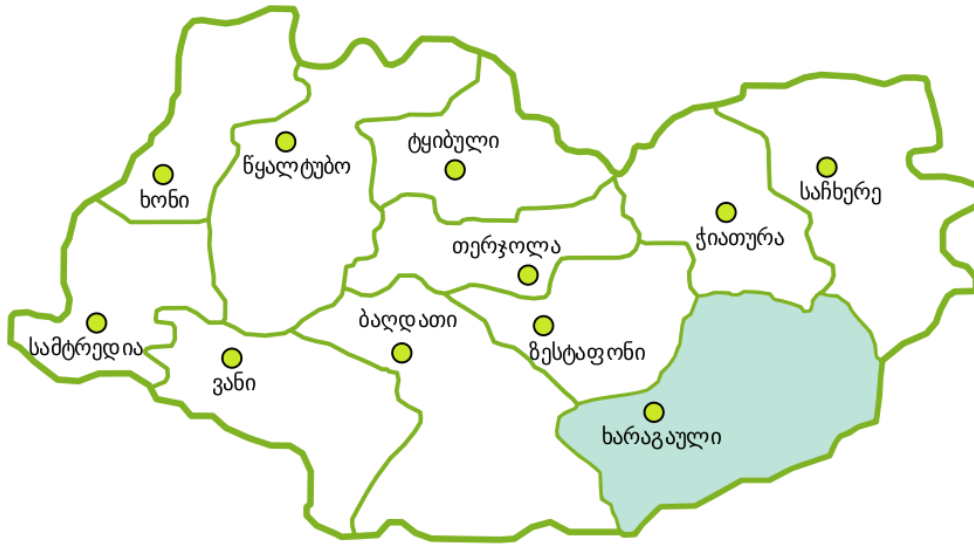 ტყიბული
წყალტუბო
საჩხერე
ხონი
ჭიათურა
თერჯოლა
ბაღდათი
სამტრედია
ზესტაფონი
ვანი
ხარაგაული